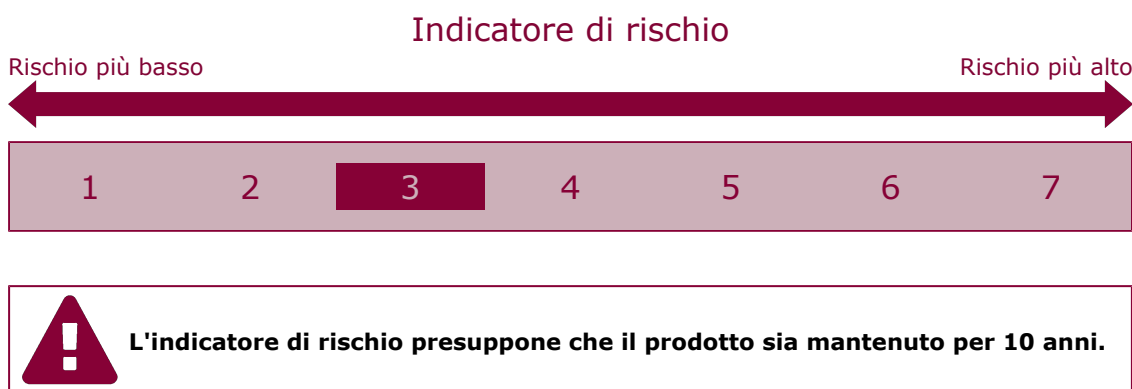 Indicatore di rischio
Rischio più basso
Rischio più alto
1 2 3 4 5 6 7
L'indicatore di rischio presuppone che il prodotto sia mantenuto per 10 anni.